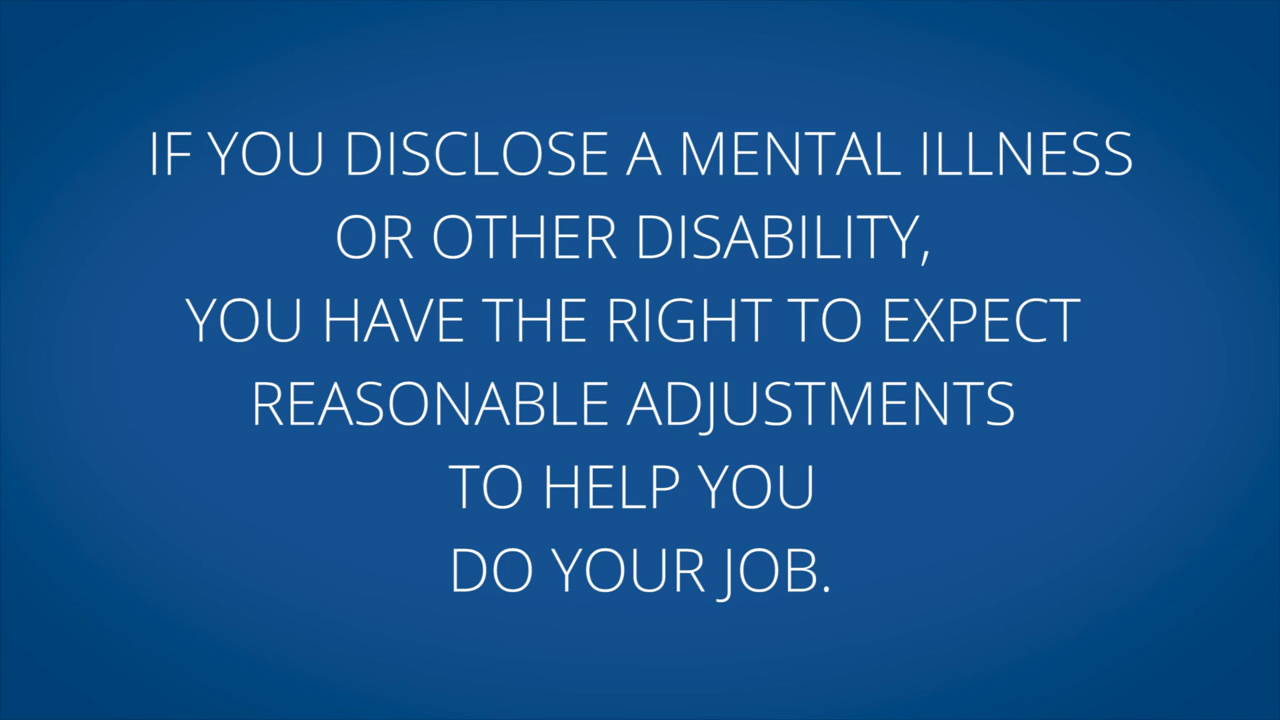 IF YOU DISCLOSE A MENTAL ILLNESS
OR OTHER DISABILITY,
YOU HAVE THE RIGHT TO EXPECT
REASONABLE ADJUSTMENTS
TO HELP YOU
DO YOUR JOB.